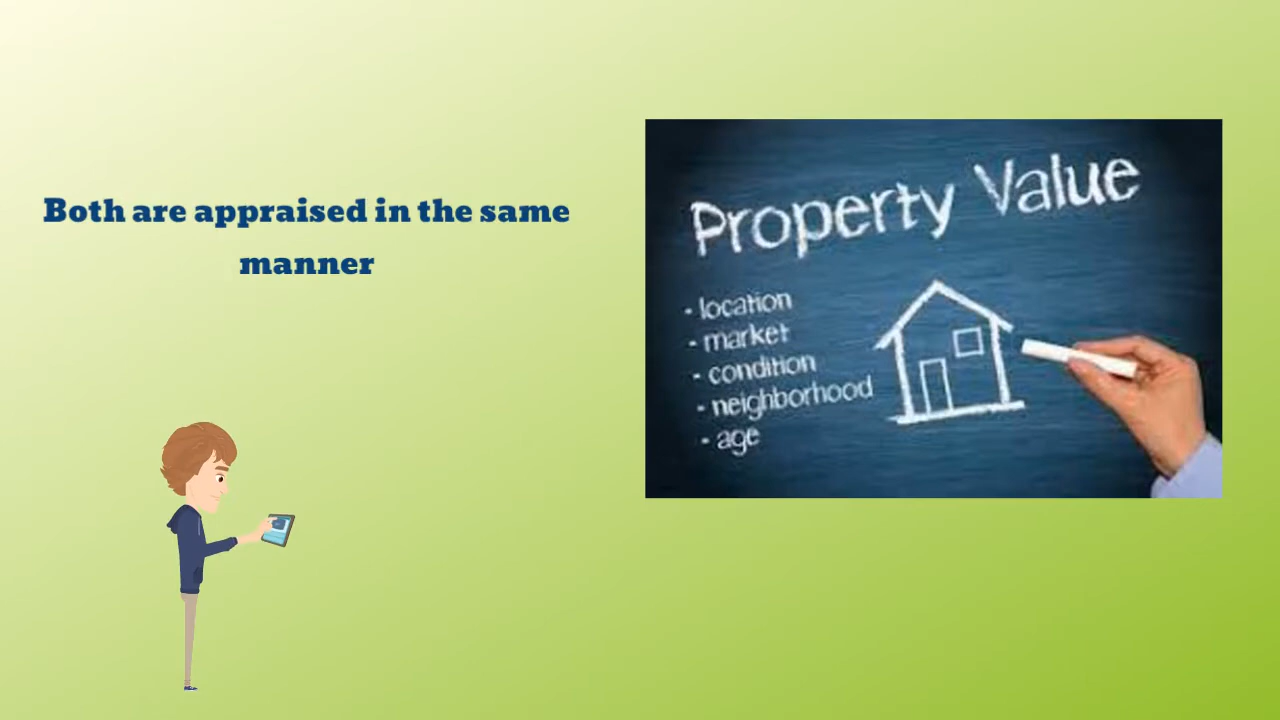 Both are appraised in the same
manner
Property Value
- location
- market
- condition
- neighborhood
- age